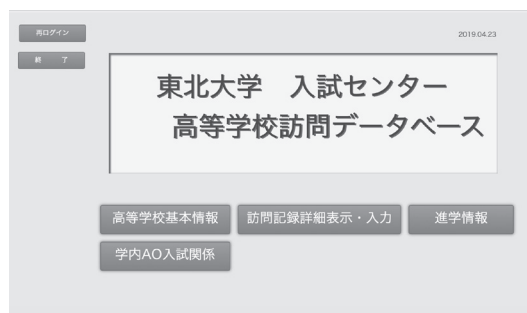 再ログイン
2019.04.23
終　了
東北大学　入試センター
高等学校訪問データベース
高等学校基本情報
訪問記録詳細表示・入力
進学情報
学内AO入試関係